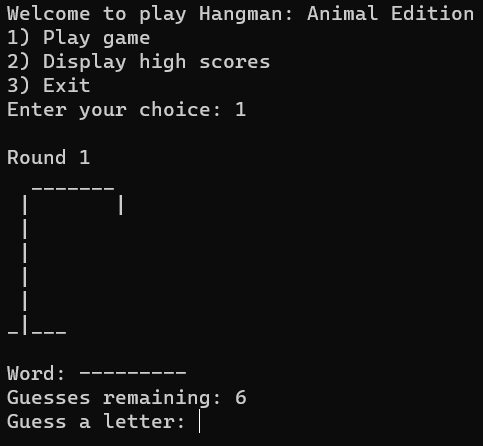 Welcome to play Hangman: Animal Edition
1) Play game
2) Display high scores
3) Exit
Enter your choice: 1
Round 1
  _______
 |       |
 |
 |
 |
 |
_|___
Word: ---------
Guesses remaining: 6
Guess a letter: